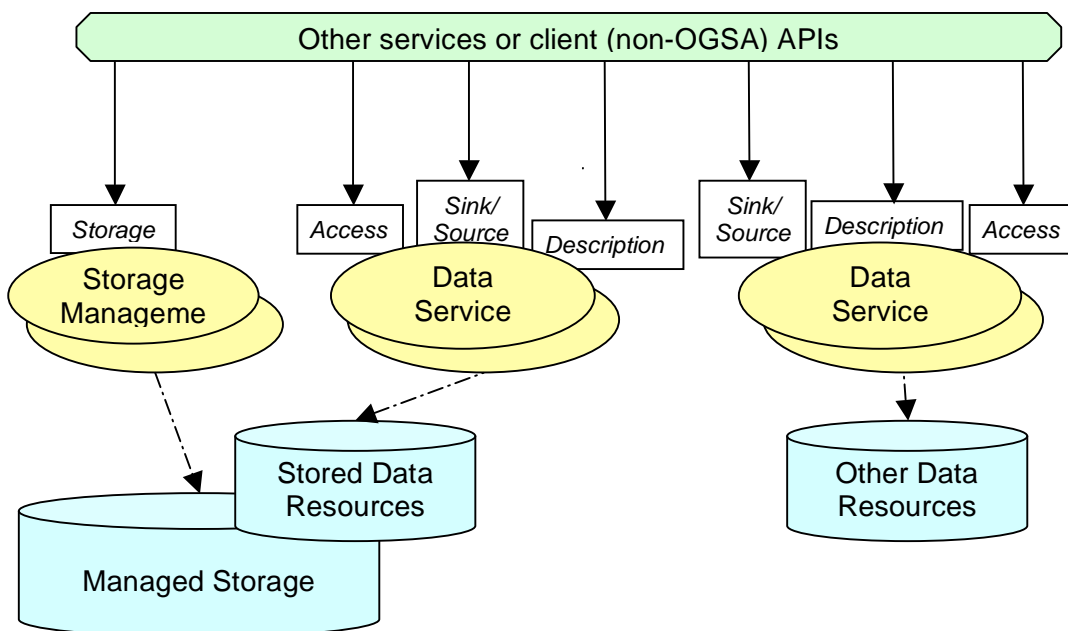 Other services or client (non-OGSA) APIs
Storage
Access
Sink/
Source
Description
Sink/
Source
Description
Access
Storage
Manageme
Data
Service
Data
Service
Stored Data
Resources
Other Data
Resources
Managed Storage